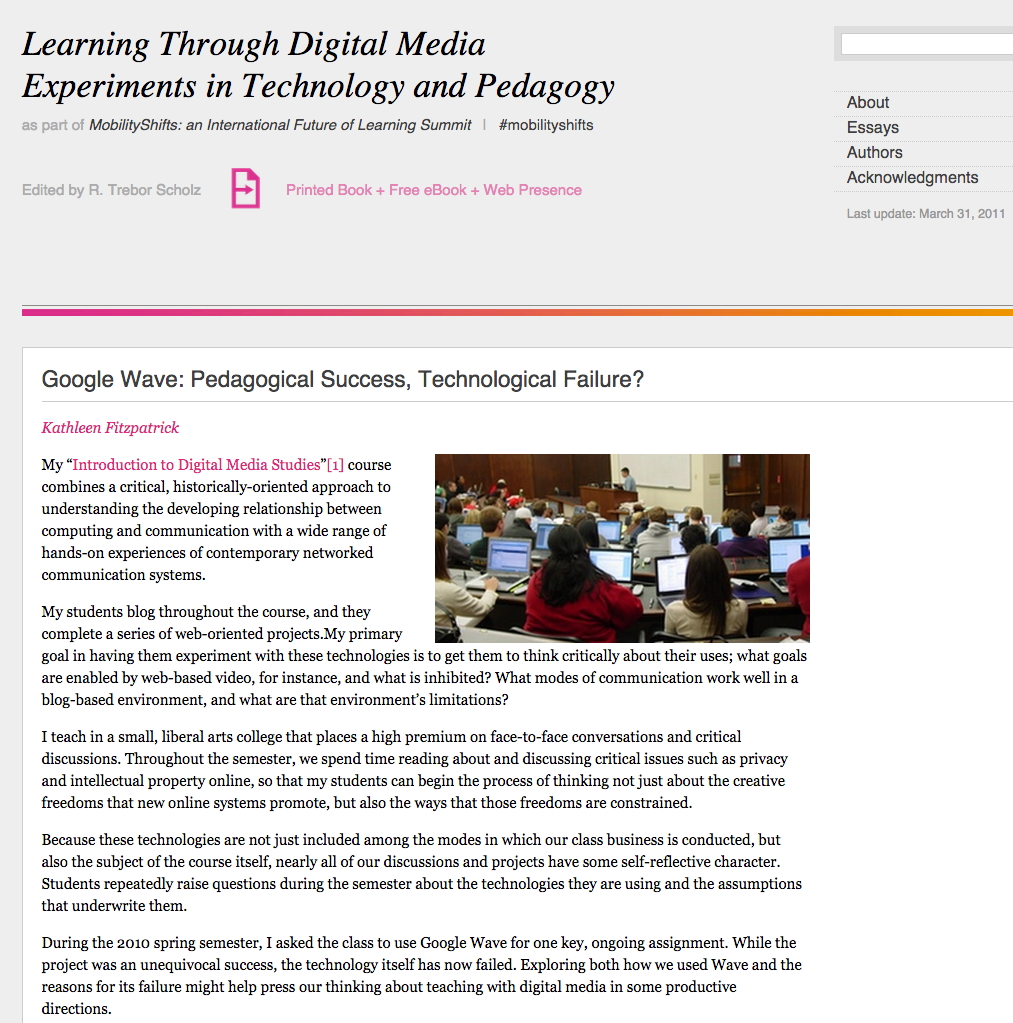 Learning Through Digital Media
Experiments in Technology and Pedagogy
as part of MobilityShifts: an International Future of Learning Summit | #mobilityshifts
Edited by R. Trebor Scholz
Printed Book + Free eBook + Web Presence
About
Essays
Authors
Acknowledgments
Last update: March 31, 2011
Google Wave: Pedagogical Success, Technological Failure?
Kathleen Fitzpatrick
My “Introduction to Digital Media Studies”[1] course
combines a critical, historically-oriented approach to
understanding the developing relationship between
computing and communication with a wide range of
hands-on experiences of contemporary networked
communication systems.
My students blog throughout the course, and they
complete a series of web-oriented projects.My primary
goal in having them experiment with these technologies is to get them to think critically about their uses; what goals
are enabled by web-based video, for instance, and what is inhibited? What modes of communication work well in a
blog-based environment, and what are that environment’s limitations?
I teach in a small, liberal arts college that places a high premium on face-to-face conversations and critical
discussions. Throughout the semester, we spend time reading about and discussing critical issues such as privacy
and intellectual property online, so that my students can begin the process of thinking not just about the creative
freedoms that new online systems promote, but also the ways that those freedoms are constrained.
Because these technologies are not just included among the modes in which our class business is conducted, but
also the subject of the course itself, nearly all of our discussions and projects have some self-reflective character.
Students repeatedly raise questions during the semester about the technologies they are using and the assumptions
that underwrite them.
During the 2010 spring semester, I asked the class to use Google Wave for one key, ongoing assignment. While the
project was an unequivocal success, the technology itself has now failed. Exploring both how we used Wave and the
reasons for its failure might help press our thinking about teaching with digital media in some productive
directions.